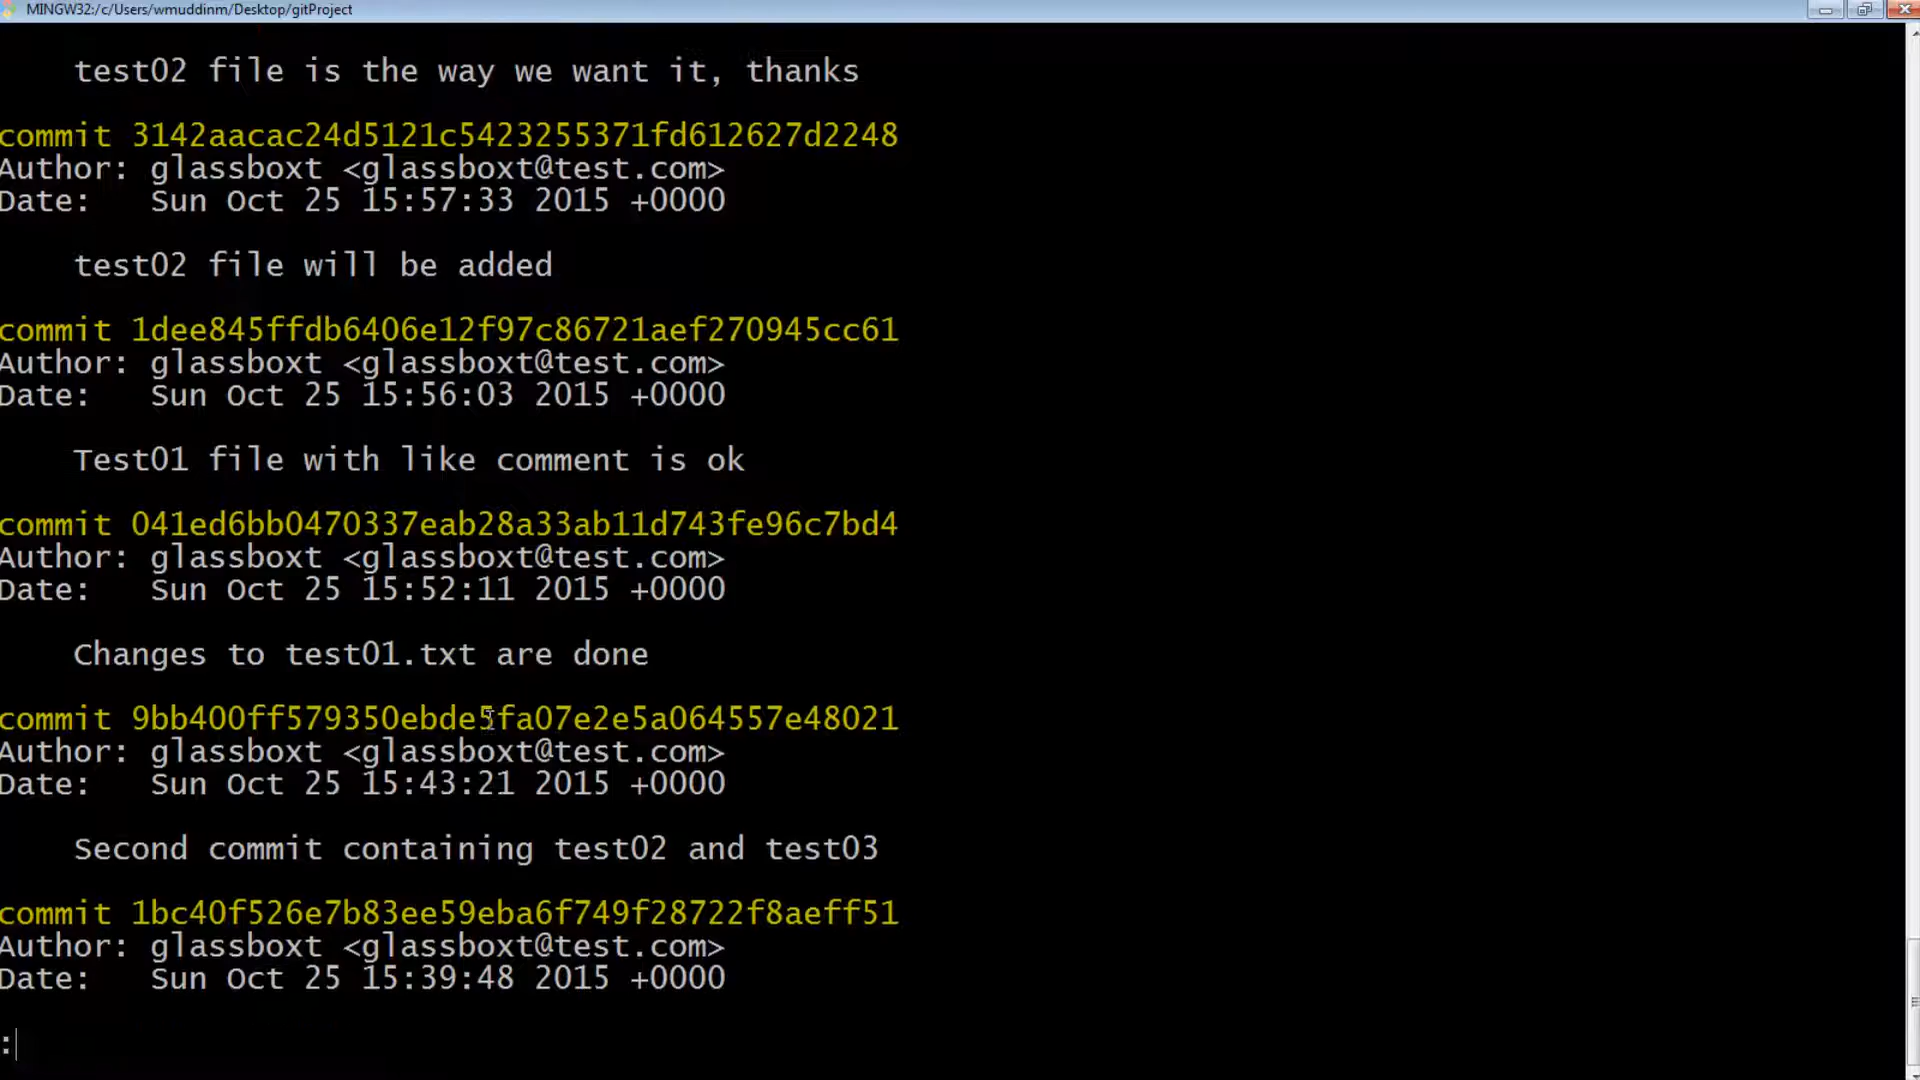 MINGW32:/c/Users/wmuddinm/Desktop/gitProject
test02 file is the way we want it, thanks
commit 3142aacac24d5121c5423255371fd612627d2248
Author: glassboxt <glassboxt@test.com>
Date:   Sun Oct 25 15:57:33 2015 +0000
test02 file will be added
commit 1dee845ffdb6406e12f97c86721aef270945cc61
Author: glassboxt <glassboxt@test.com>
Date:   Sun Oct 25 15:56:03 2015 +0000
Test01 file with like comment is ok
commit 041ed6bb0470337eab28a33ab11d743fe96c7bd4
Author: glassboxt <glassboxt@test.com>
Date:   Sun Oct 25 15:52:11 2015 +0000
Changes to test01.txt are done
commit 9bb400ff579350ebde5fa07e2e5a064557e48021
Author: glassboxt <glassboxt@test.com>
Date:   Sun Oct 25 15:43:21 2015 +0000
Second commit containing test02 and test03
commit 1bc40f526e7b83ee59eba6f749f28722f8aeff51
Author: glassboxt <glassboxt@test.com>
Date:   Sun Oct 25 15:39:48 2015 +0000
: